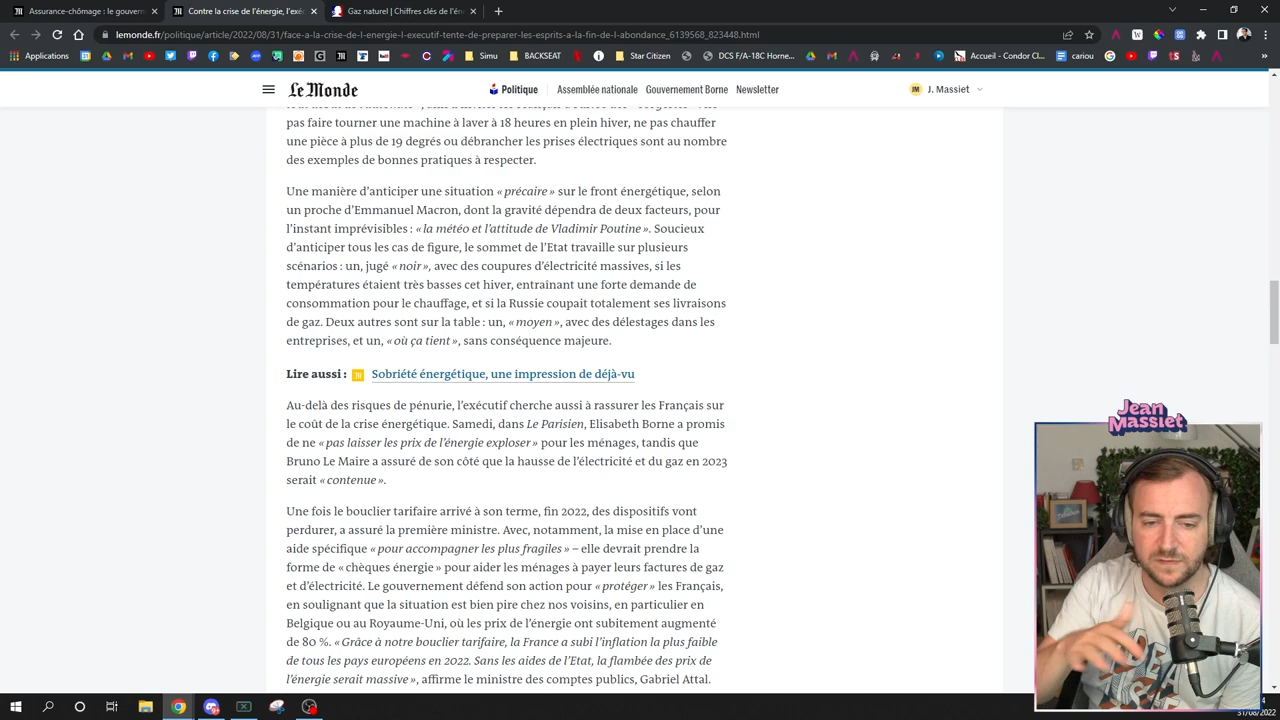 Assurance-chômage : le gouvern
Contre la crise de l'énergie, l'exé
Gaz naturel | Chiffres clés de l'én
lemonde.fr/politique/article/2022/08/31/face-a-la-crise-de-l-energie-l-executif-tente-de-preparer-les-esprits-a-la-fin-de-l-abondance_6139568_823448.html
Applications
Simu
BACKSEAT
Star Citizen
DCS F/A-18C Horne...
Accueil - Condor Cl...
cariou
Le Monde
Politique
Assemblée nationale
Gouvernement Borne
Newsletter
JM
J. Massiet
pas faire tourner une machine à laver à 18 heures en plein hiver, ne pas chauffer
une pièce à plus de 19 degrés ou débrancher les prises électriques sont au nombre
des exemples de bonnes pratiques à respecter.
Une manière d'anticiper une situation « précaire » sur le front énergétique, selon
un proche d'Emmanuel Macron, dont la gravité dépendra de deux facteurs, pour
l'instant imprévisibles : « la météo et l'attitude de Vladimir Poutine ». Soucieux
d'anticiper tous les cas de figure, le sommet de l'Etat travaille sur plusieurs
scénarios : un, jugé « noir », avec des coupures d'électricité massives, si les
températures étaient très basses cet hiver, entraînant une forte demande de
consommation pour le chauffage, et si la Russie coupait totalement ses livraisons
de gaz. Deux autres sont sur la table : un, « moyen », avec des délestages dans les
entreprises, et un, « où ça tient », sans conséquence majeure.
Lire aussi : Sobriété énergétique, une impression de déjà-vu
Au-delà des risques de pénurie, l'exécutif cherche aussi à rassurer les Français sur
le coût de la crise énergétique. Samedi, dans Le Parisien, Elisabeth Borne a promis
de ne « pas laisser les prix de l'énergie exploser » pour les ménages, tandis que
Bruno Le Maire a assuré de son côté que la hausse de l'électricité et du gaz en 2023
serait « contenue ».
Une fois le bouclier tarifaire arrivé à son terme, fin 2022, des dispositifs vont
perdurer, a assuré la première ministre. Avec, notamment, la mise en place d'une
aide spécifique « pour accompagner les plus fragiles » – elle devrait prendre la
forme de « chèques énergie » pour aider les ménages à payer leurs factures de gaz
et d'électricité. Le gouvernement défend son action pour « protéger » les Français,
en soulignant que la situation est bien pire chez nos voisins, en particulier en
Belgique ou au Royaume-Uni, où les prix de l'énergie ont subitement augmenté
de 80 %. « Grâce à notre bouclier tarifaire, la France a subi l'inflation la plus faible
de tous les pays européens en 2022. Sans les aides de l'Etat, la flambée des prix de
l'énergie serait massive », affirme le ministre des comptes publics, Gabriel Attal.
Jean
Massiet
31/08/2022